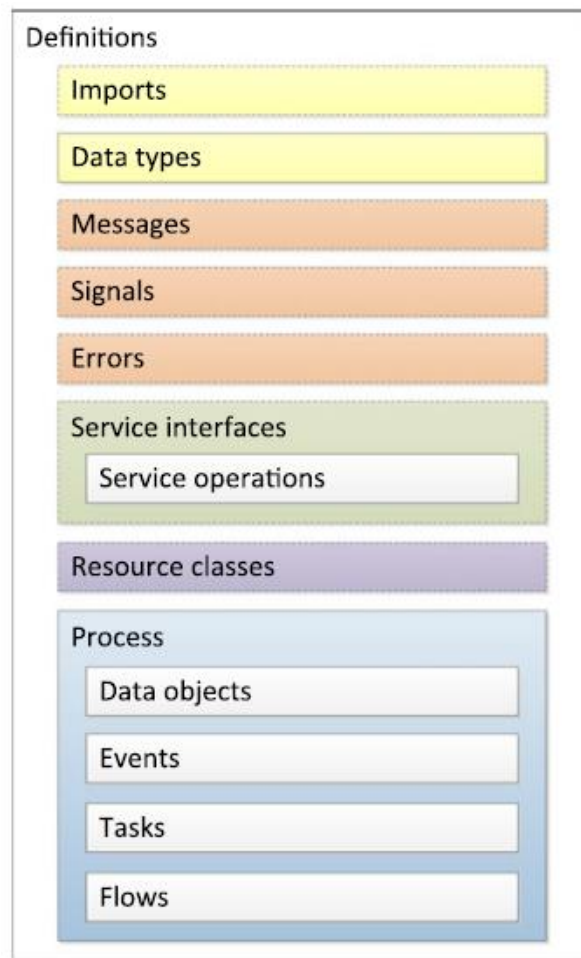 Definitions
Imports
Data types
Messages
Signals
Errors
Service interfaces
Service operations
Resource classes
Process
Data objects
Events
Tasks
Flows